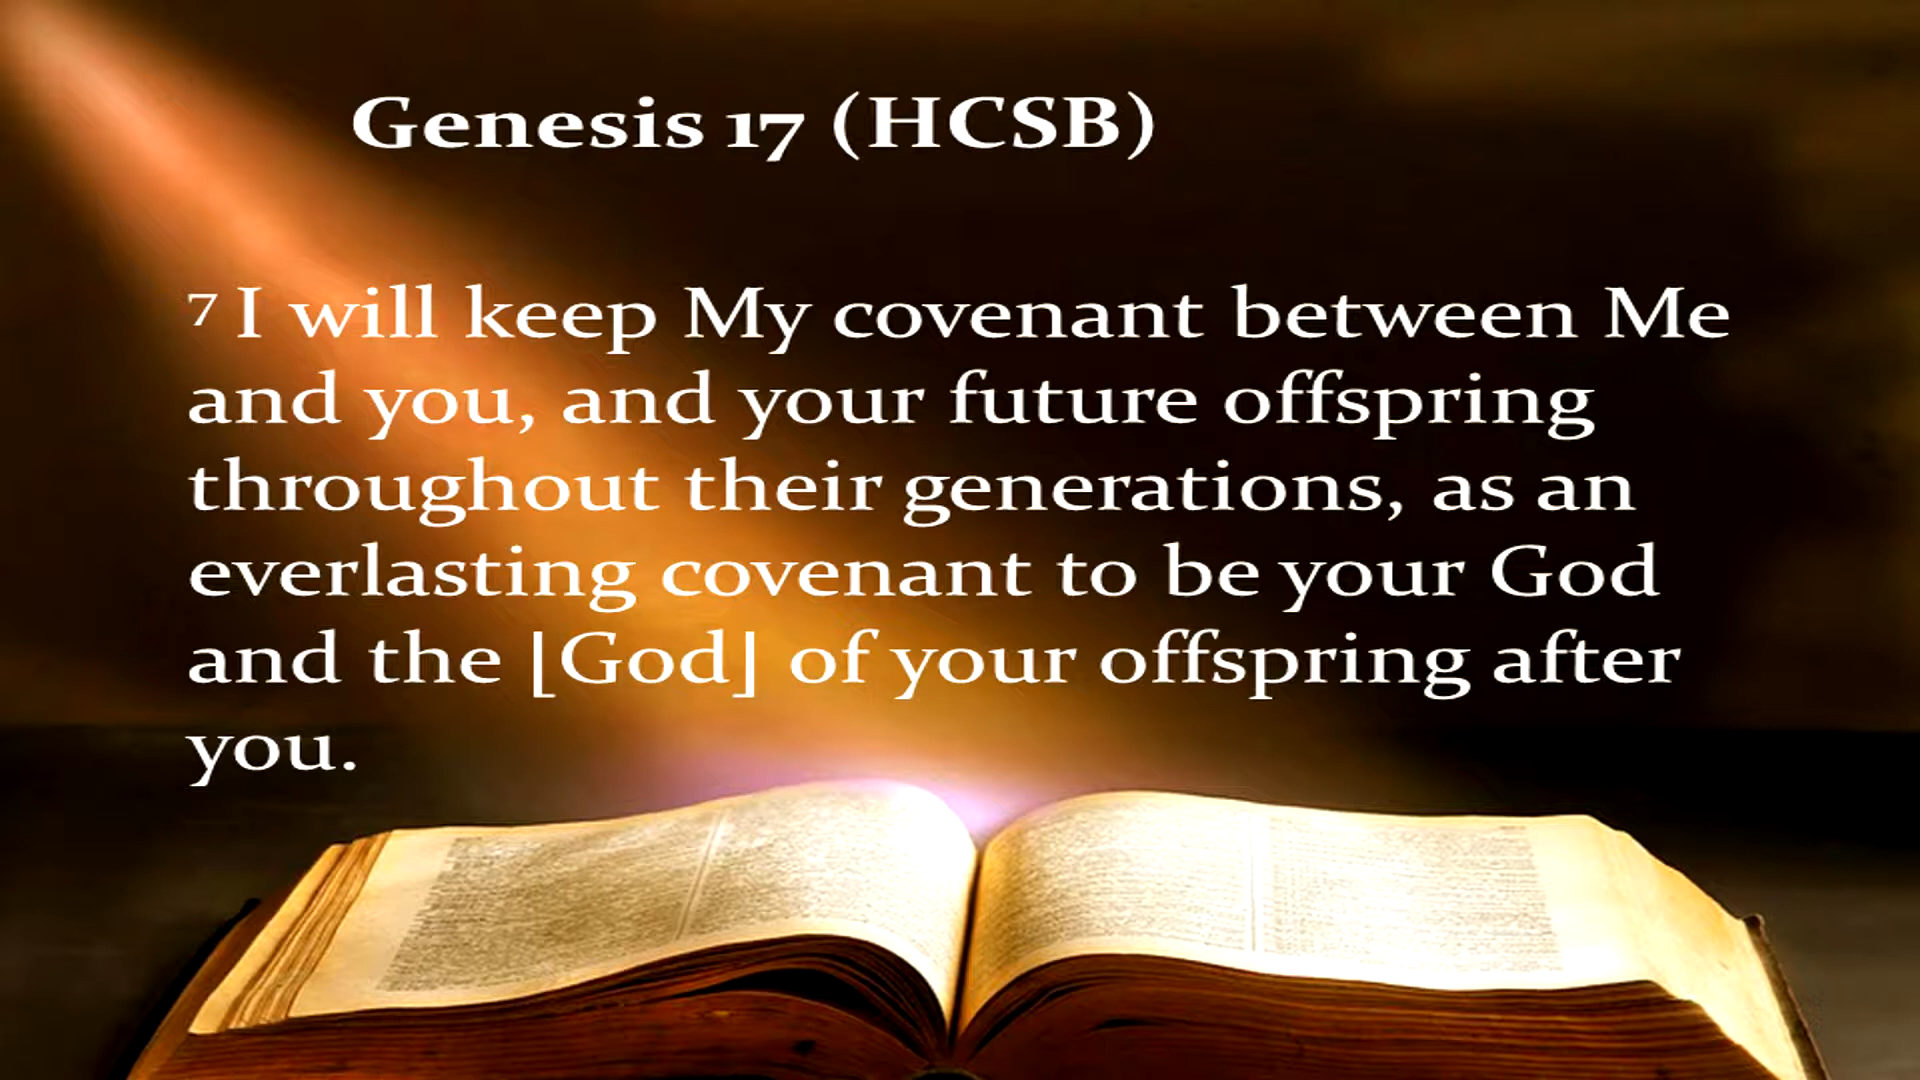 Genesis 17 (HCSB)
7 I will keep My covenant between Me
and you, and your future offspring
throughout their generations, as an
everlasting covenant to be your God
and the [God] of your offspring after
you.